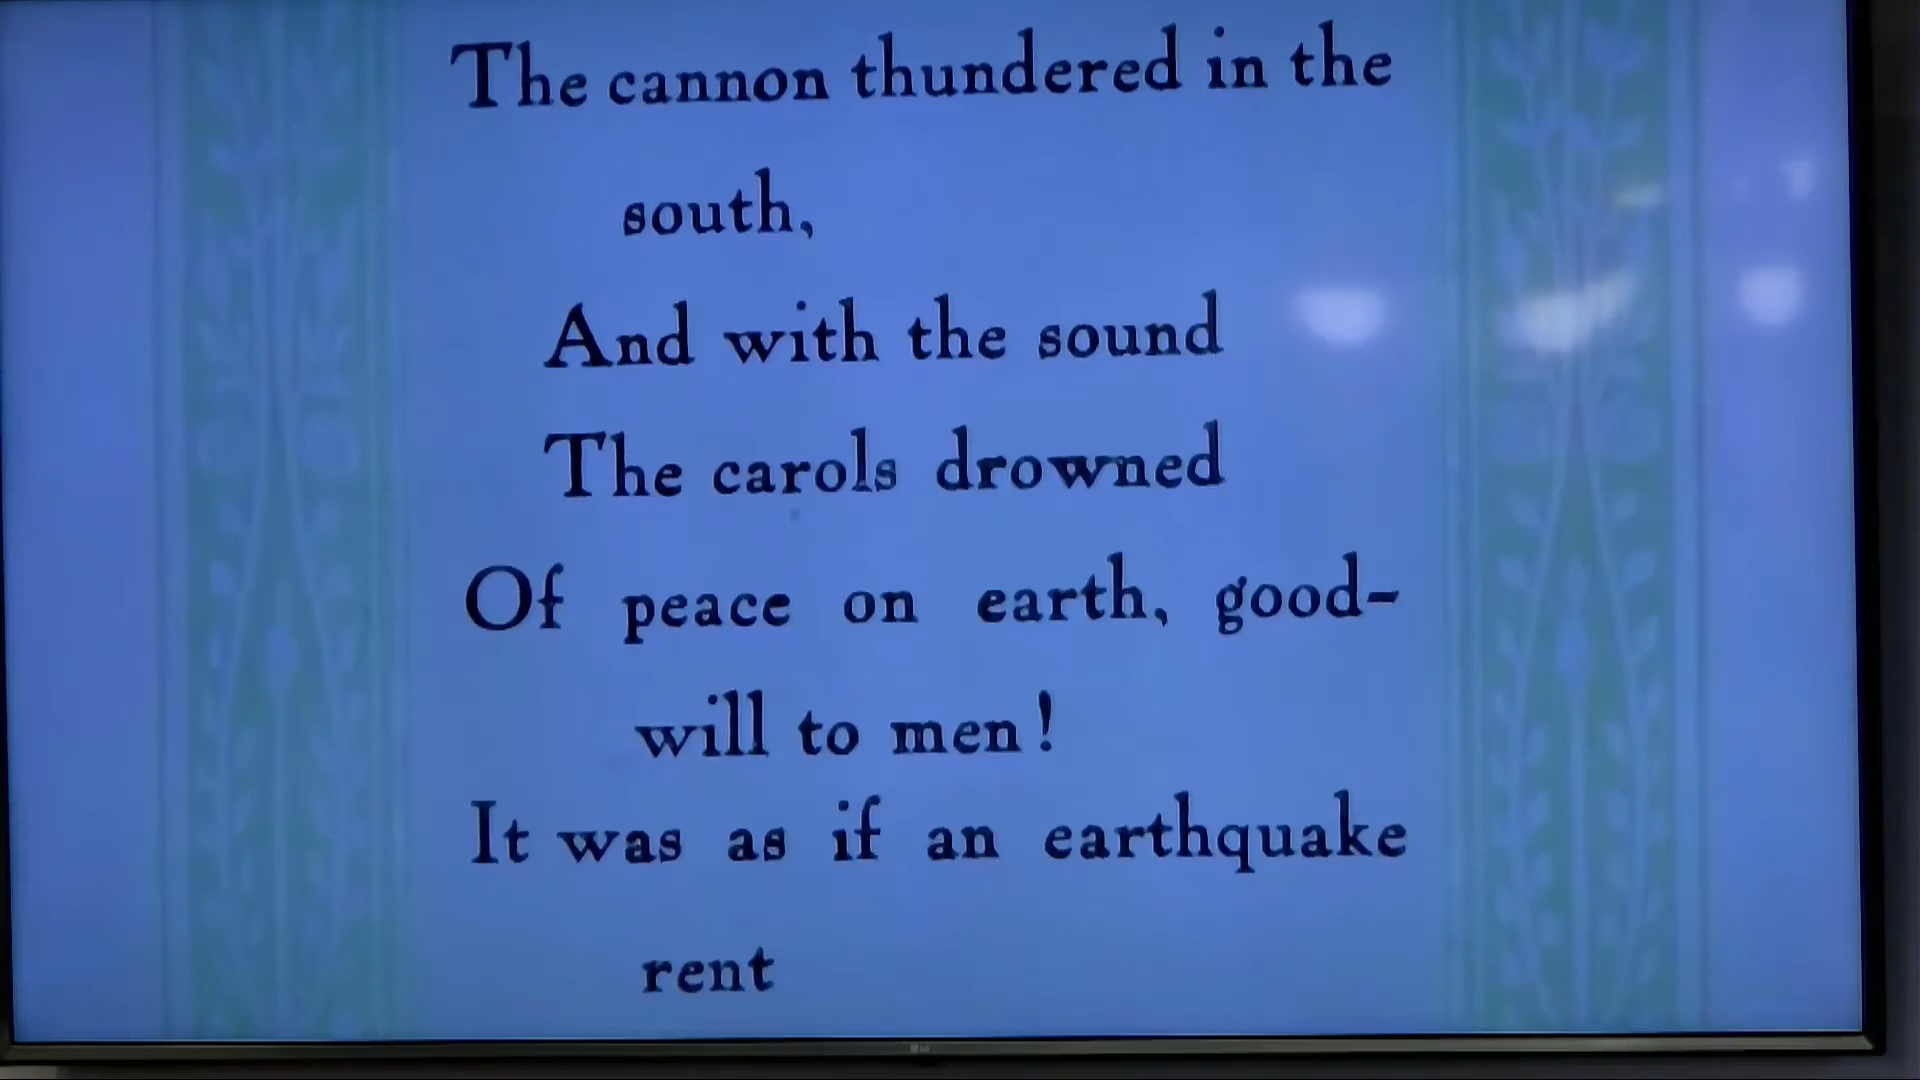 The cannon thundered in the
south,
And with the sound
The carols drowned
Of peace on earth, good-
will to men!
It was as if an earthquake
rent
LG